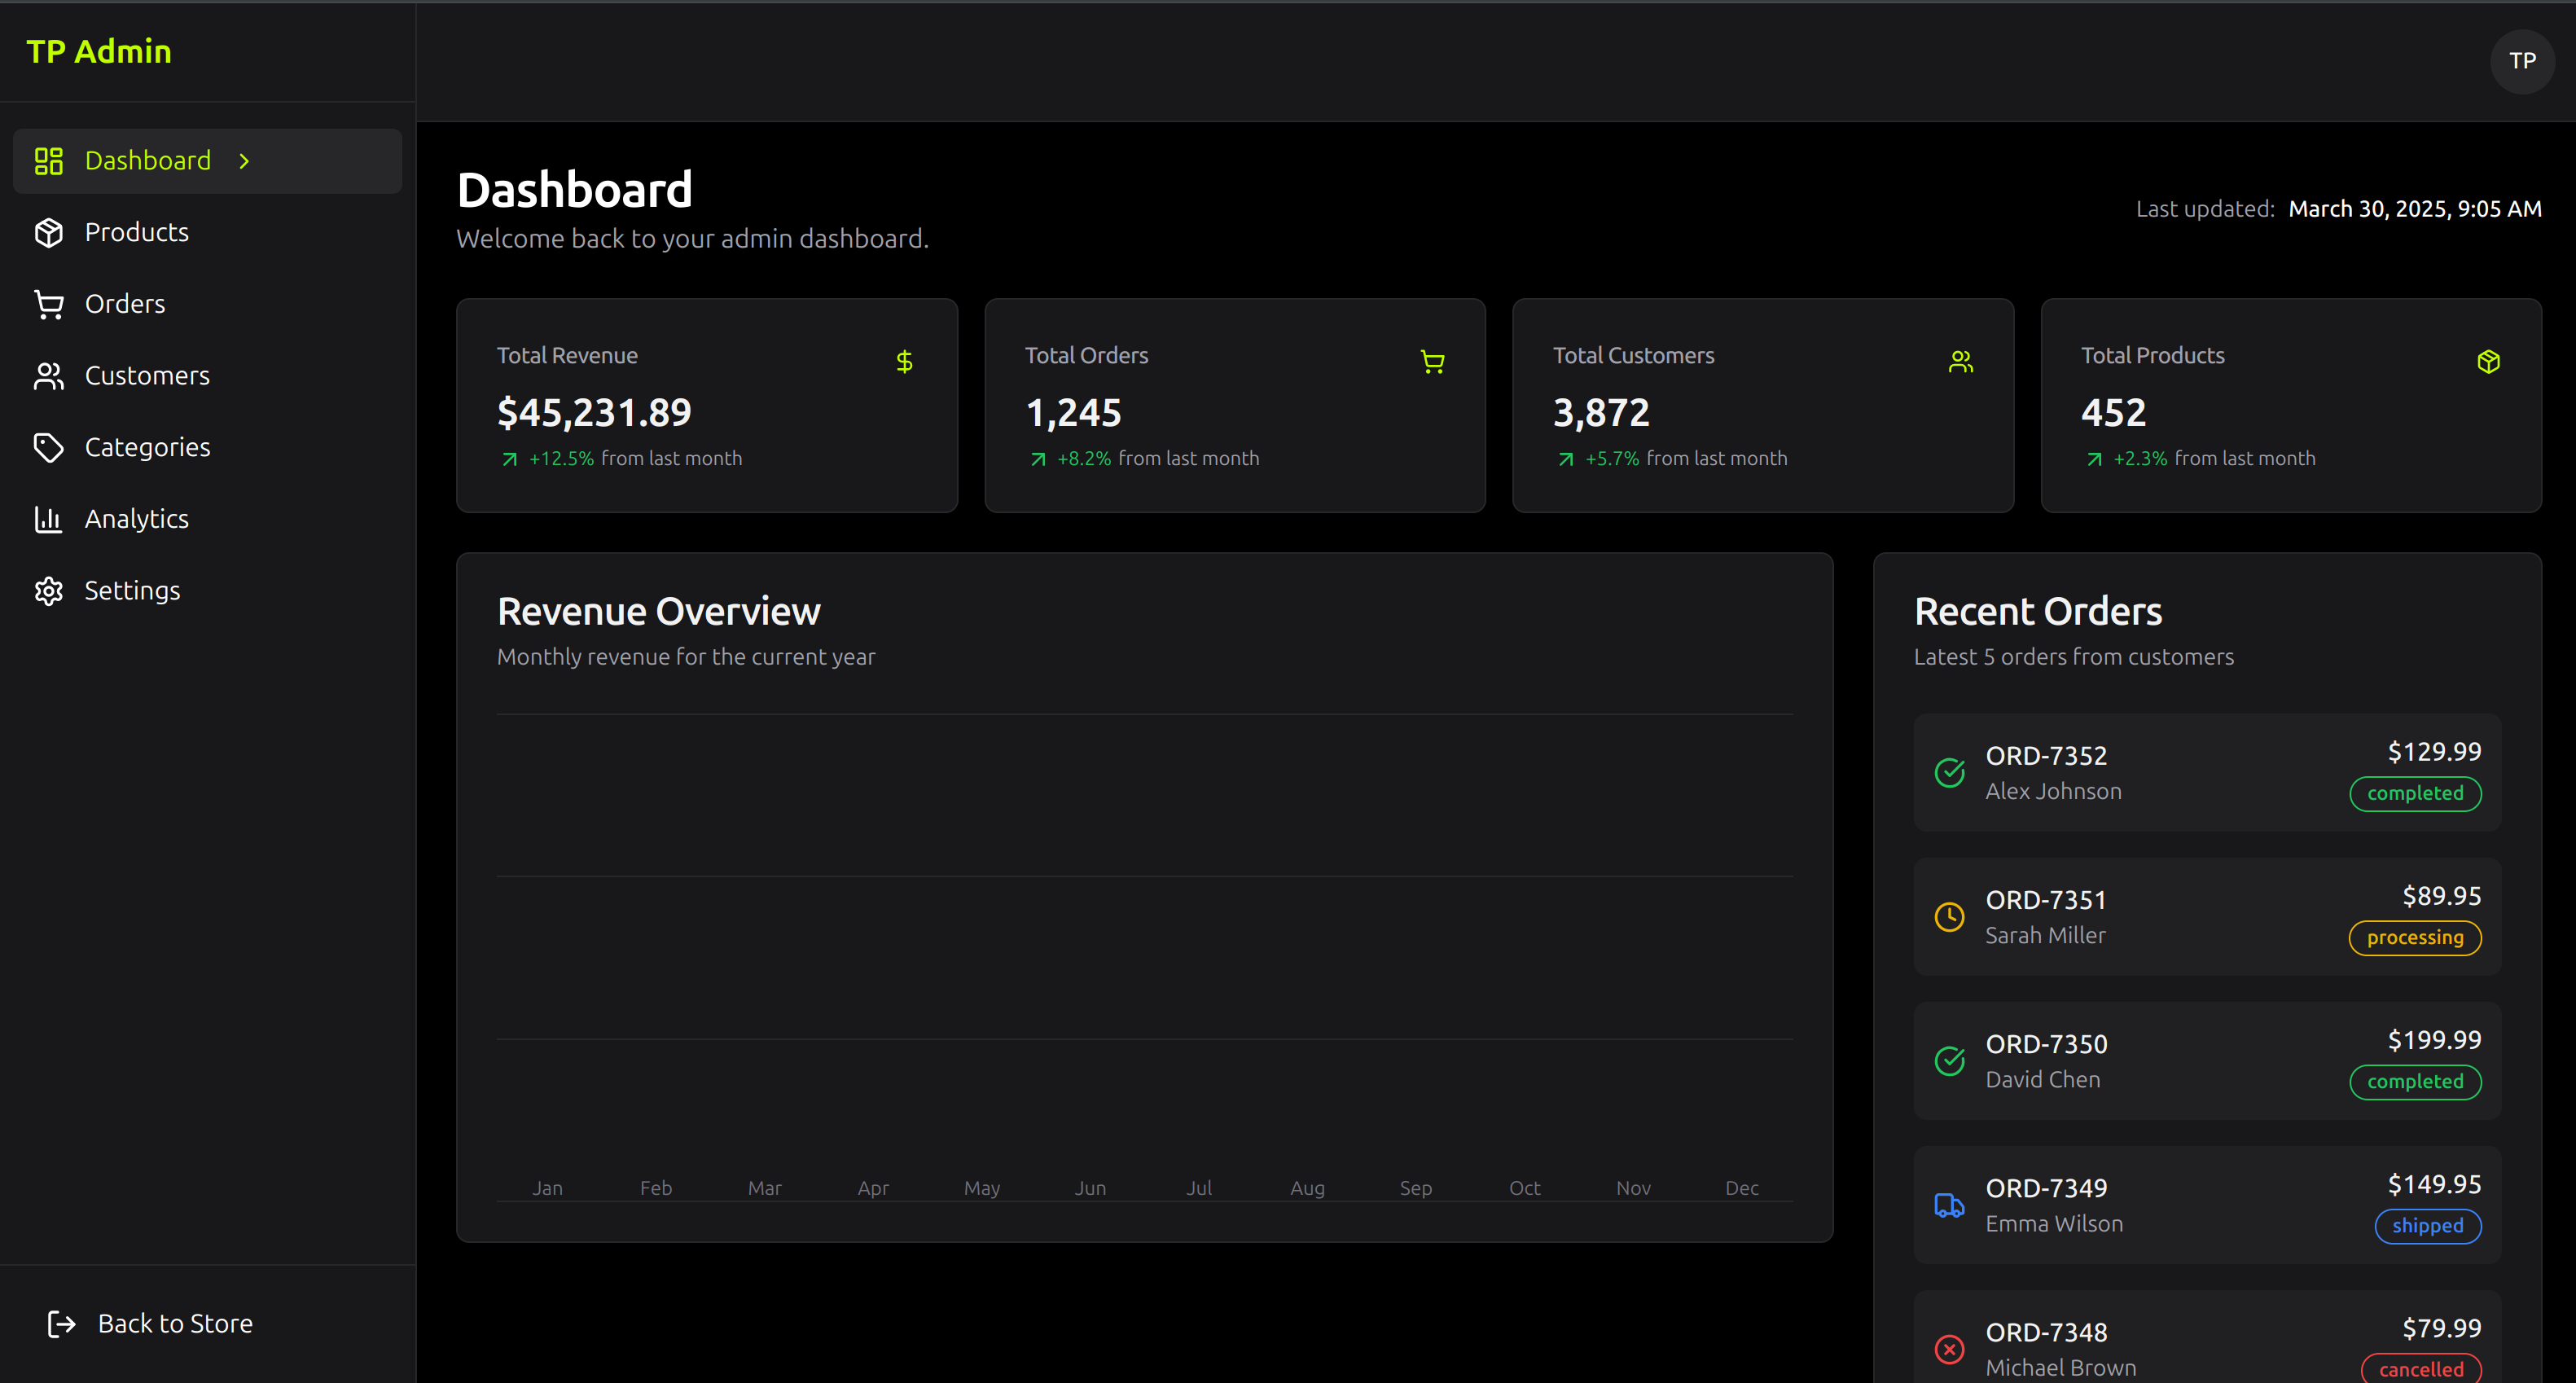 TP Admin
TP
Dashboard
Products
Orders
Customers
Categories
Analytics
Settings
Back to Store
Dashboard
Welcome back to your admin dashboard.
Last updated: March 30, 2025, 9:05 AM
Total Revenue
$45,231.89
+12.5% from last month
Total Orders
1,245
+8.2% from last month
Total Customers
3,872
+5.7% from last month
Total Products
452
+2.3% from last month
Revenue Overview
Monthly revenue for the current year
Jan Feb Mar Apr May Jun Jul Aug Sep Oct Nov Dec
Recent Orders
Latest 5 orders from customers
ORD-7352
Alex Johnson
$129.99
completed
ORD-7351
Sarah Miller
$89.95
processing
ORD-7350
David Chen
$199.99
completed
ORD-7349
Emma Wilson
$149.95
shipped
ORD-7348
Michael Brown
$79.99
cancelled